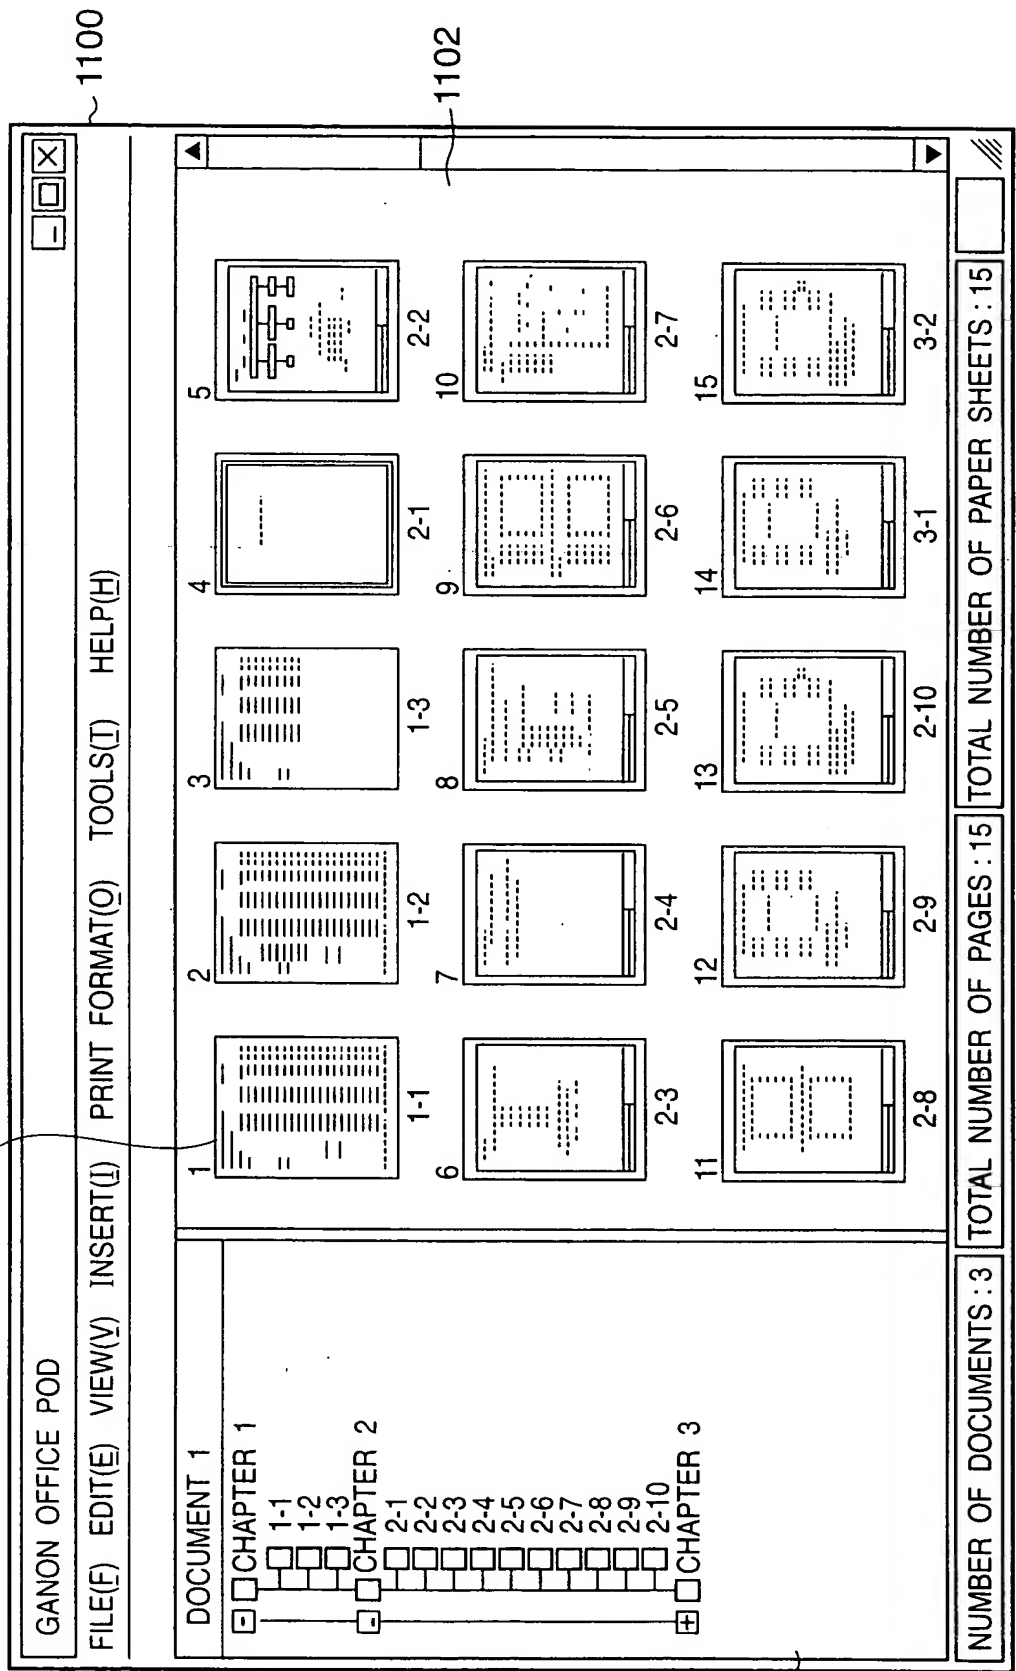 1100
GANON OFFICE POD
FILE(F) EDIT(E) VIEW(V) INSERT(I) PRINT FORMAT(O) TOOLS(T) HELP(H)
1102
DOCUMENT 1
CHAPTER 1
1-1
1-2
1-3
CHAPTER 2
2-1
2-2
2-3
2-4
2-5
2-6
2-7
2-8
2-9
2-10
CHAPTER 3
1 2 3 4 5
1-1 1-2 1-3 2-1 2-2
6 7 8 9 10
2-3 2-4 2-5 2-6 2-7
11 12 13 14 15
2-8 2-9 2-10 3-1 3-2
NUMBER OF DOCUMENTS : 3 TOTAL NUMBER OF PAGES : 15 TOTAL NUMBER OF PAPER SHEETS : 15